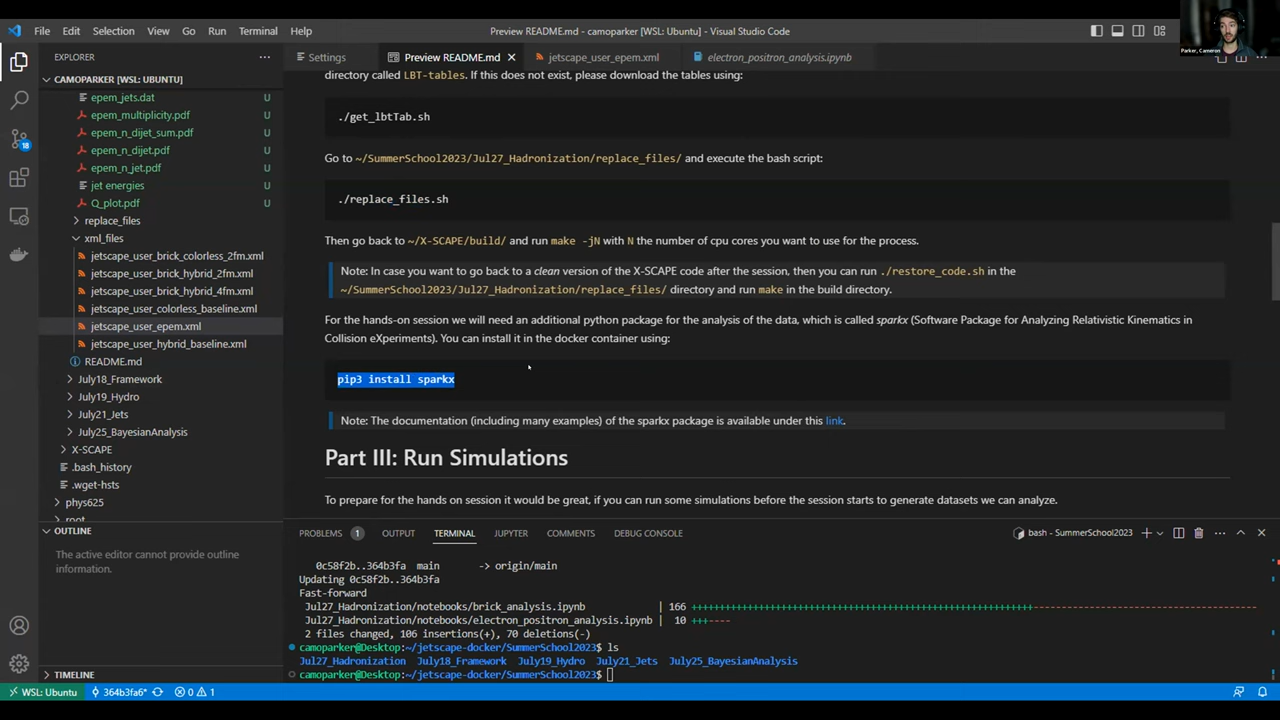 File Edit Selection View Go Run Terminal Help
Preview README.md - camoparker [WSL: Ubuntu] - Visual Studio Code
Parker, Cameron
EXPLORER
Settings
Preview README.md
jetscape_user_epem.xml
electron_positron_analysis.ipynb
CAMOPARKER [WSL: UBUNTU]
epem_jets.dat U
epem_multiplicity.pdf U
epem_n_dijet_sum.pdf U
epem_n_dijet.pdf U
epem_n_jet.pdf U
jet energies U
Q_plot.pdf U
replace_files
xml_files
jetscape_user_brick_colorless_2fm.xml
jetscape_user_brick_hybrid_2fm.xml
jetscape_user_brick_hybrid_4fm.xml
jetscape_user_colorless_baseline.xml
jetscape_user_epem.xml
jetscape_user_hybrid_baseline.xml
README.md
July18_Framework
July19_Hydro
July21_Jets
July25_BayesianAnalysis
X-SCAPE
.bash_history
.wget-hsts
phys625
root
OUTLINE
The active editor cannot provide outline
information.
TIMELINE
directory called LBT-tables. If this does not exist, please download the tables using:
./get_lbtTab.sh
Go to ~/SummerSchool2023/Jul27_Hadronization/replace_files/ and execute the bash script:
./replace_files.sh
Then go back to ~/X-SCAPE/build/ and run make -jN with N the number of cpu cores you want to use for the process.
Note: In case you want to go back to a clean version of the X-SCAPE code after the session, then you can run ./restore_code.sh in the
~/SummerSchool2023/Jul27_Hadronization/replace_files/ directory and run make in the build directory.
For the hands-on session we will need an additional python package for the analysis of the data, which is called sparkx (Software Package for Analyzing Relativistic Kinematics in
Collision eXperiments). You can install it in the docker container using:
pip3 install sparkx
Note: The documentation (including many examples) of the sparkx package is available under this link.
Part III: Run Simulations
To prepare for the hands on session it would be great, if you can run some simulations before the session starts to generate datasets we can analyze.
PROBLEMS 1 OUTPUT TERMINAL JUPYTER COMMENTS DEBUG CONSOLE
bash - SummerSchool2023
0c58f2b..364b3fa main -> origin/main
Updating 0c58f2b..364b3fa
Fast-forward
Jul27_Hadronization/notebooks/brick_analysis.ipynb | 166 ++++++++++++++++++++++++++++++++++++++++++++++++++++++++++++++++---------------------------------------
Jul27_Hadronization/notebooks/electron_positron_analysis.ipynb | 10 +++----
2 files changed, 106 insertions(+), 70 deletions(-)
camoparker@Desktop:~/jetscape-docker/SummerSchool2023$ ls
Jul27_Hadronization July18_Framework July19_Hydro July21_Jets July25_BayesianAnalysis
camoparker@Desktop:~/jetscape-docker/SummerSchool2023$
18
WSL: Ubuntu 364b3fa6* 0 1